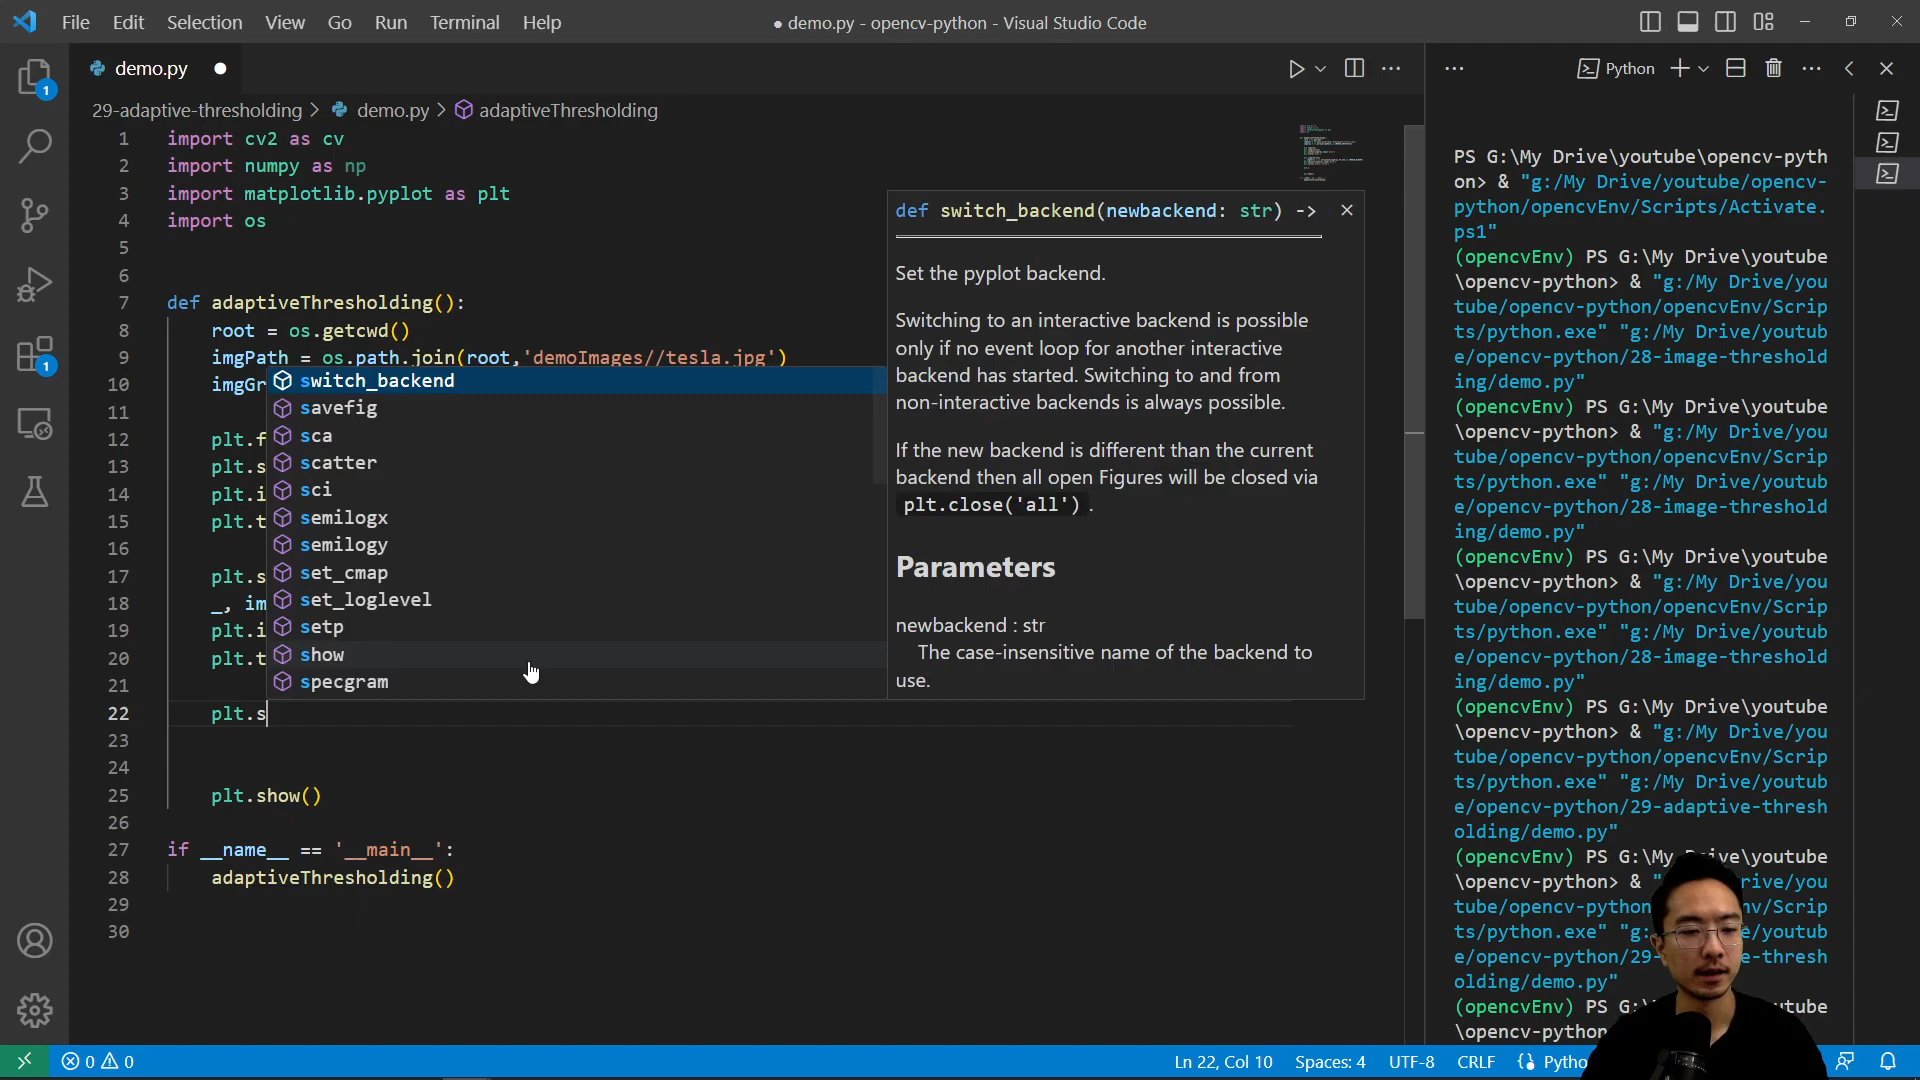 File Edit Selection View Go Run Terminal Help
● demo.py - opencv-python - Visual Studio Code
demo.py ●
29-adaptive-thresholding > demo.py > adaptiveThresholding
1 import cv2 as cv
2 import numpy as np
3 import matplotlib.pyplot as plt
4 import os
5
6
7 def adaptiveThresholding():
8 root = os.getcwd()
9 imgPath = os.path.join(root,'demoImages//tesla.jpg')
10 imgGr
11
12 plt.f
13 plt.s
14 plt.i
15 plt.t
16
17 plt.s
18 _, im
19 plt.i
20 plt.t
21
22 plt.s
23
24
25 plt.show()
26
27 if __name__ == '__main__':
28 adaptiveThresholding()
29
30
switch_backend
savefig
sca
scatter
sci
semilogx
semilogy
set_cmap
set_loglevel
setp
show
specgram
def switch_backend(newbackend: str) ->
Set the pyplot backend.
Switching to an interactive backend is possible
only if no event loop for another interactive
backend has started. Switching to and from
non-interactive backends is always possible.
If the new backend is different than the current
backend then all open Figures will be closed via
plt.close('all').
Parameters
newbackend : str
The case-insensitive name of the backend to
use.
Python
PS G:\My Drive\youtube\opencv-pyth
on> & "g:/My Drive/youtube/opencv-
python/opencvEnv/Scripts/Activate.
ps1"
(opencvEnv) PS G:\My Drive\youtube
\opencv-python> & "g:/My Drive/you
tube/opencv-python/opencvEnv/Scrip
ts/python.exe" "g:/My Drive/youtub
e/opencv-python/28-image-threshold
ing/demo.py"
(opencvEnv) PS G:\My Drive\youtube
\opencv-python> & "g:/My Drive/you
tube/opencv-python/opencvEnv/Scrip
ts/python.exe" "g:/My Drive/youtub
e/opencv-python/28-image-threshold
ing/demo.py"
(opencvEnv) PS G:\My Drive\youtube
\opencv-python> & "g:/My Drive/you
tube/opencv-python/opencvEnv/Scrip
ts/python.exe" "g:/My Drive/youtub
e/opencv-python/28-image-threshold
ing/demo.py"
(opencvEnv) PS G:\My Drive\youtube
\opencv-python> & "g:/My Drive/you
tube/opencv-python/opencvEnv/Scrip
ts/python.exe" "g:/My Drive/youtub
e/opencv-python/29-adaptive-thresh
olding/demo.py"
(opencvEnv) PS G:\My Drive\youtube
\opencv-python> & "g:/My Drive/you
tube/opencv-python/opencvEnv/Scrip
ts/python.exe" "g:/My Drive/youtub
e/opencv-python/29-adaptive-thresh
olding/demo.py"
(opencvEnv) PS G:\My Drive\youtube
\opencv-python
0 0
Ln 22, Col 10 Spaces: 4 UTF-8 CRLF